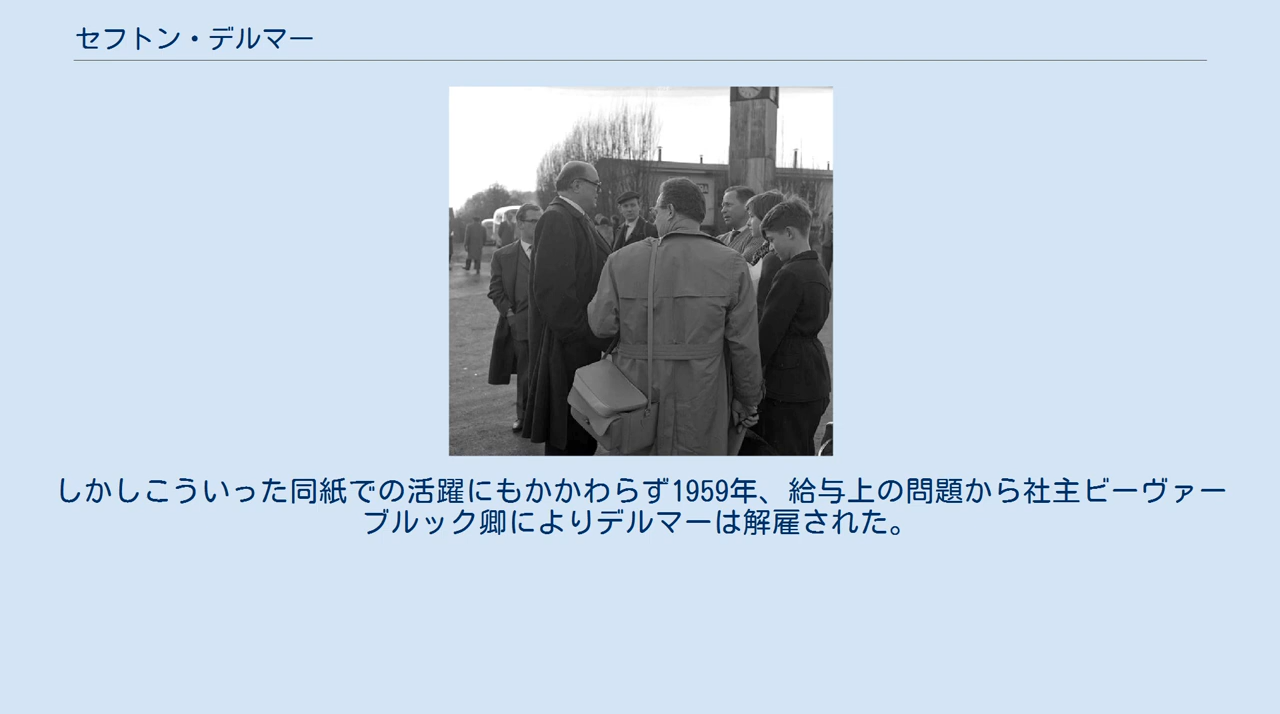 セフトン・デルマー
しかしこういった同紙での活躍にもかかわらず1959年、給与上の問題から社主ビーヴァー
ブルック卿によりデルマーは解雇された。